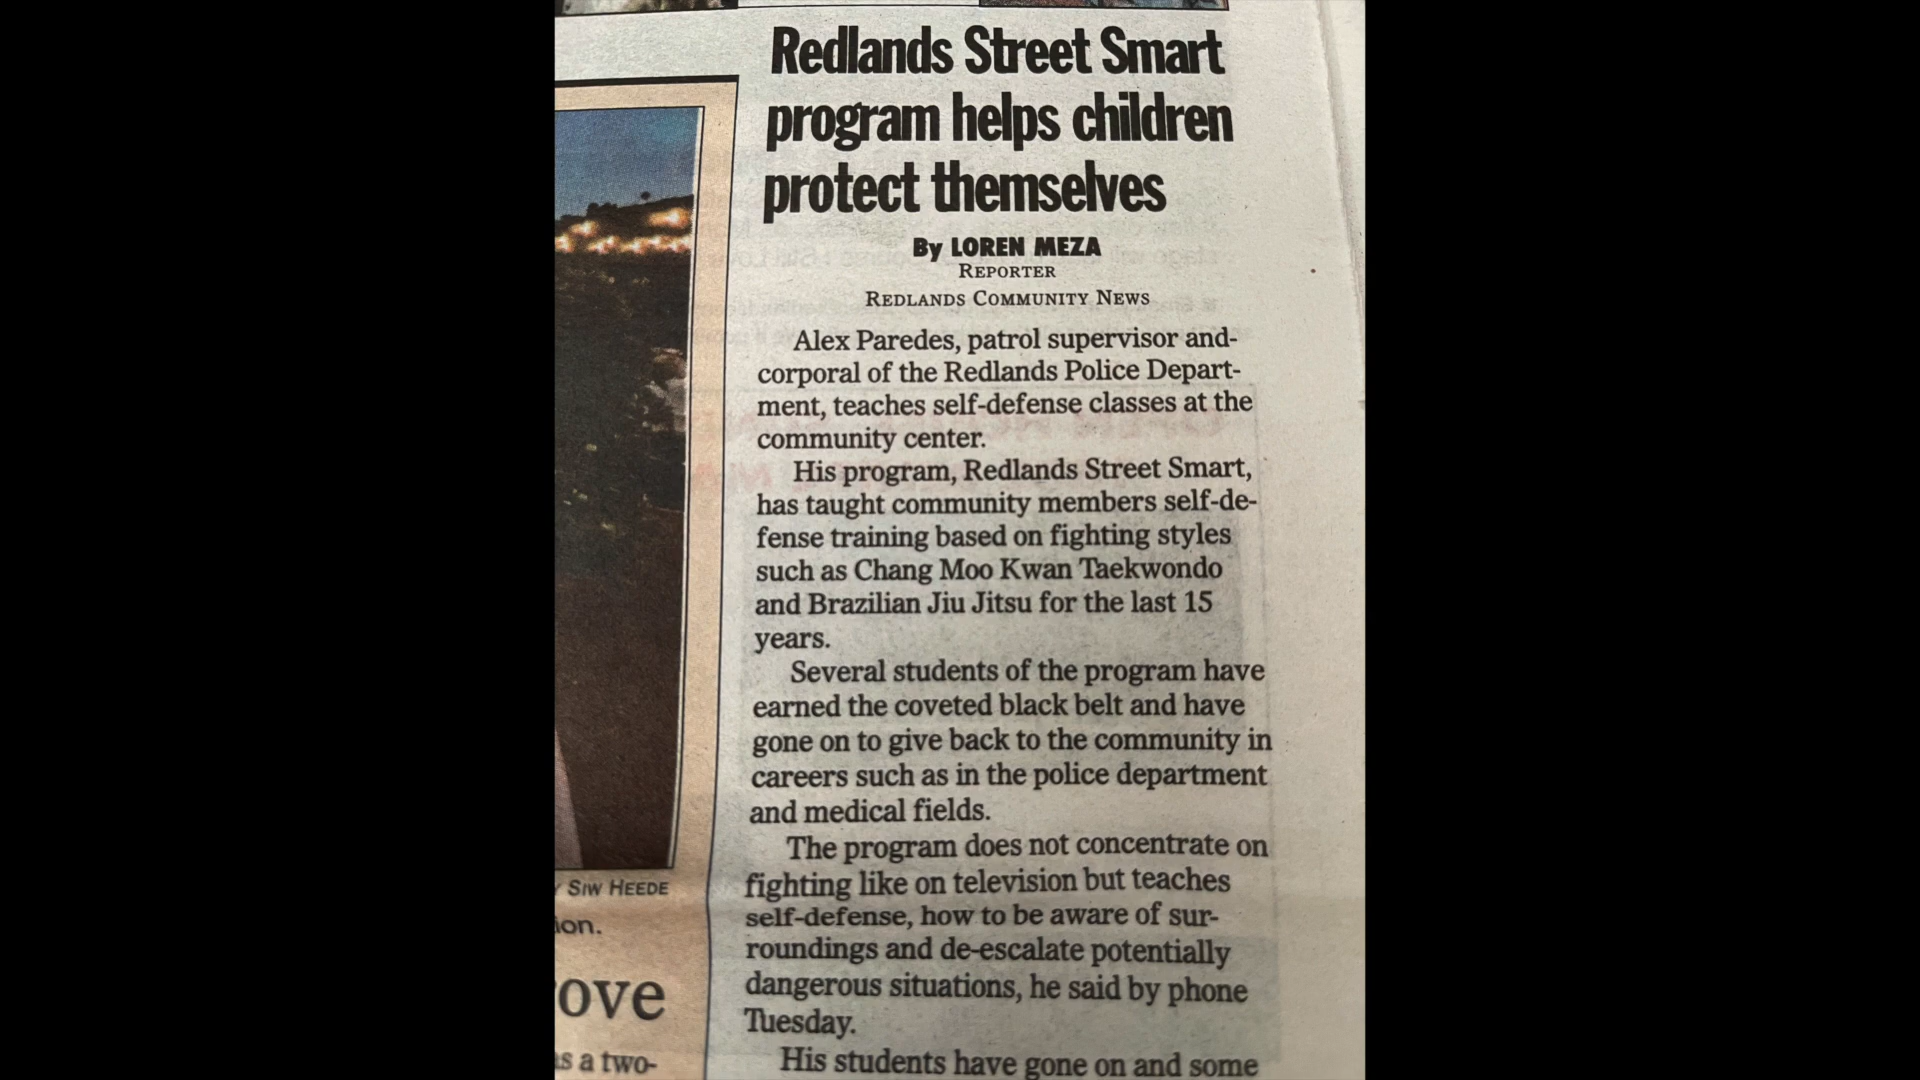 Redlands Street Smart
program helps children
protect themselves
By LOREN MEZA
REPORTER
REDLANDS COMMUNITY NEWS
Alex Paredes, patrol supervisor and-
corporal of the Redlands Police Depart-
ment, teaches self-defense classes at the
community center.
His program, Redlands Street Smart,
has taught community members self-de-
fense training based on fighting styles
such as Chang Moo Kwan Taekwondo
and Brazilian Jiu Jitsu for the last 15
years.
Several students of the program have
earned the coveted black belt and have
gone on to give back to the community in
careers such as in the police department
and medical fields.
The program does not concentrate on
fighting like on television but teaches
self-defense, how to be aware of sur-
roundings and de-escalate potentially
dangerous situations, he said by phone
Tuesday.
His students have gone on and some
SIW HEEDE
ion.
ove
s a two-